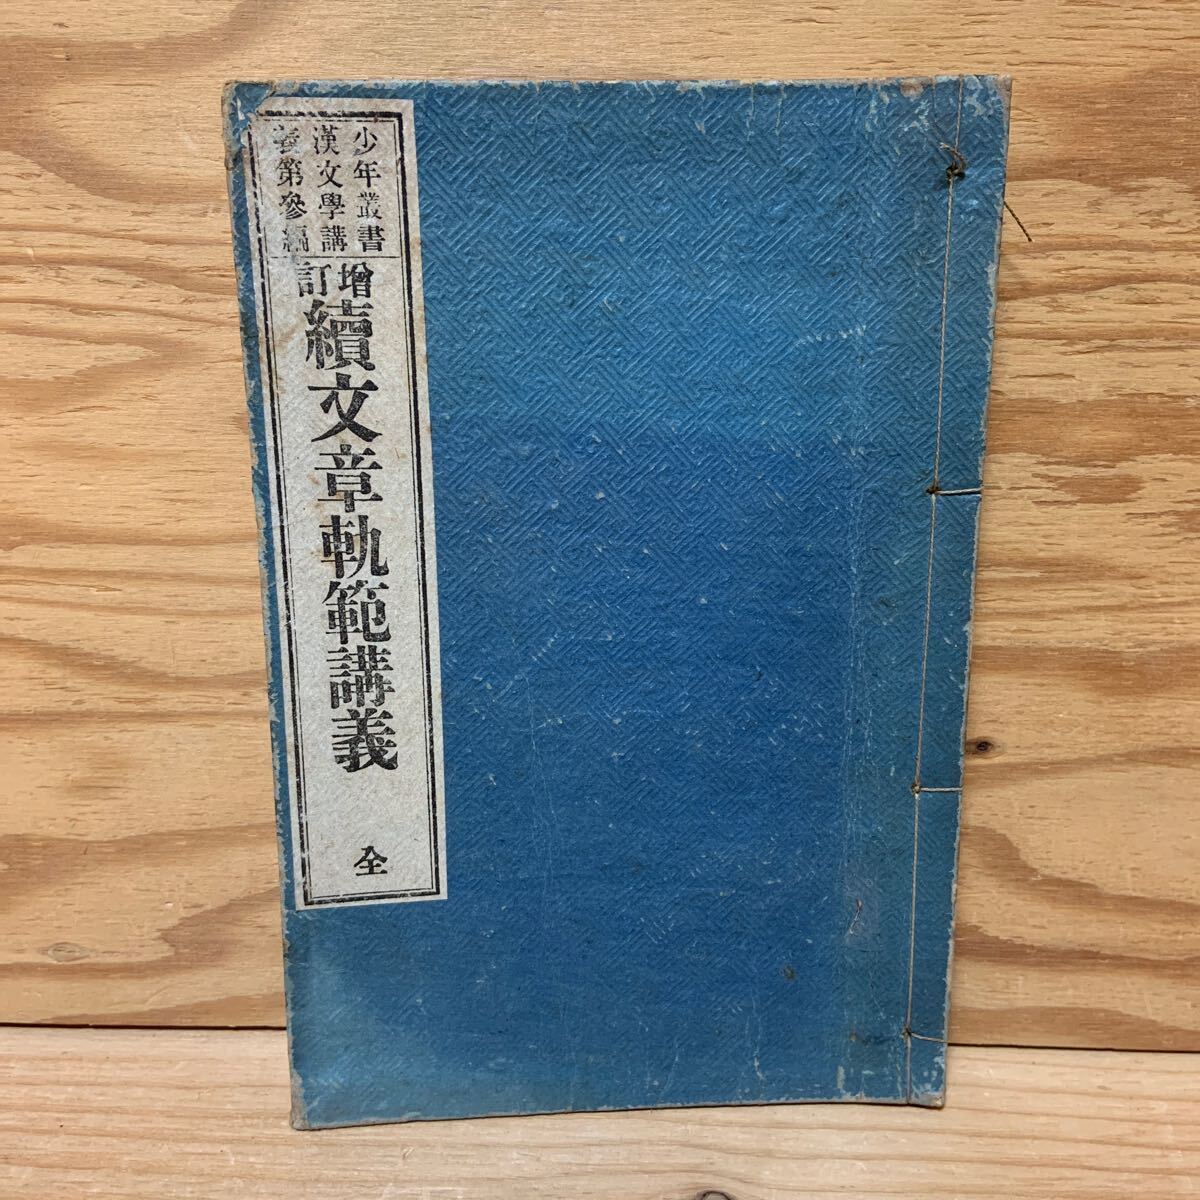 少年叢書
漢文學講
義第參編
增訂
續文章軌範講義
全